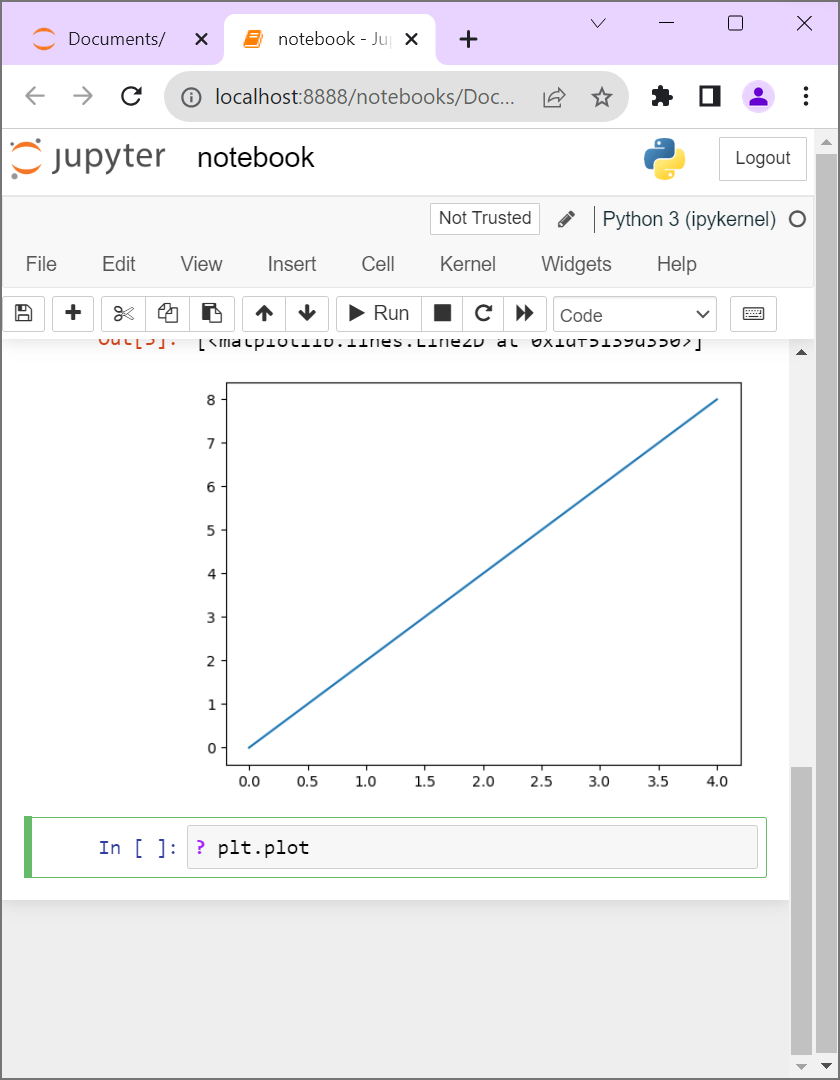 Documents/
notebook - Ju
localhost:8888/notebooks/Doc...
jupyter notebook
Logout
Not Trusted
Python 3 (ipykernel)
File Edit View Insert Cell Kernel Widgets Help
Run
Code
[<matplotlib.lines.Line2D at 0x1df5139d350>]
8
7
6
5
4
3
2
1
0
0.0 0.5 1.0 1.5 2.0 2.5 3.0 3.5 4.0
In [ ]: ? plt.plot